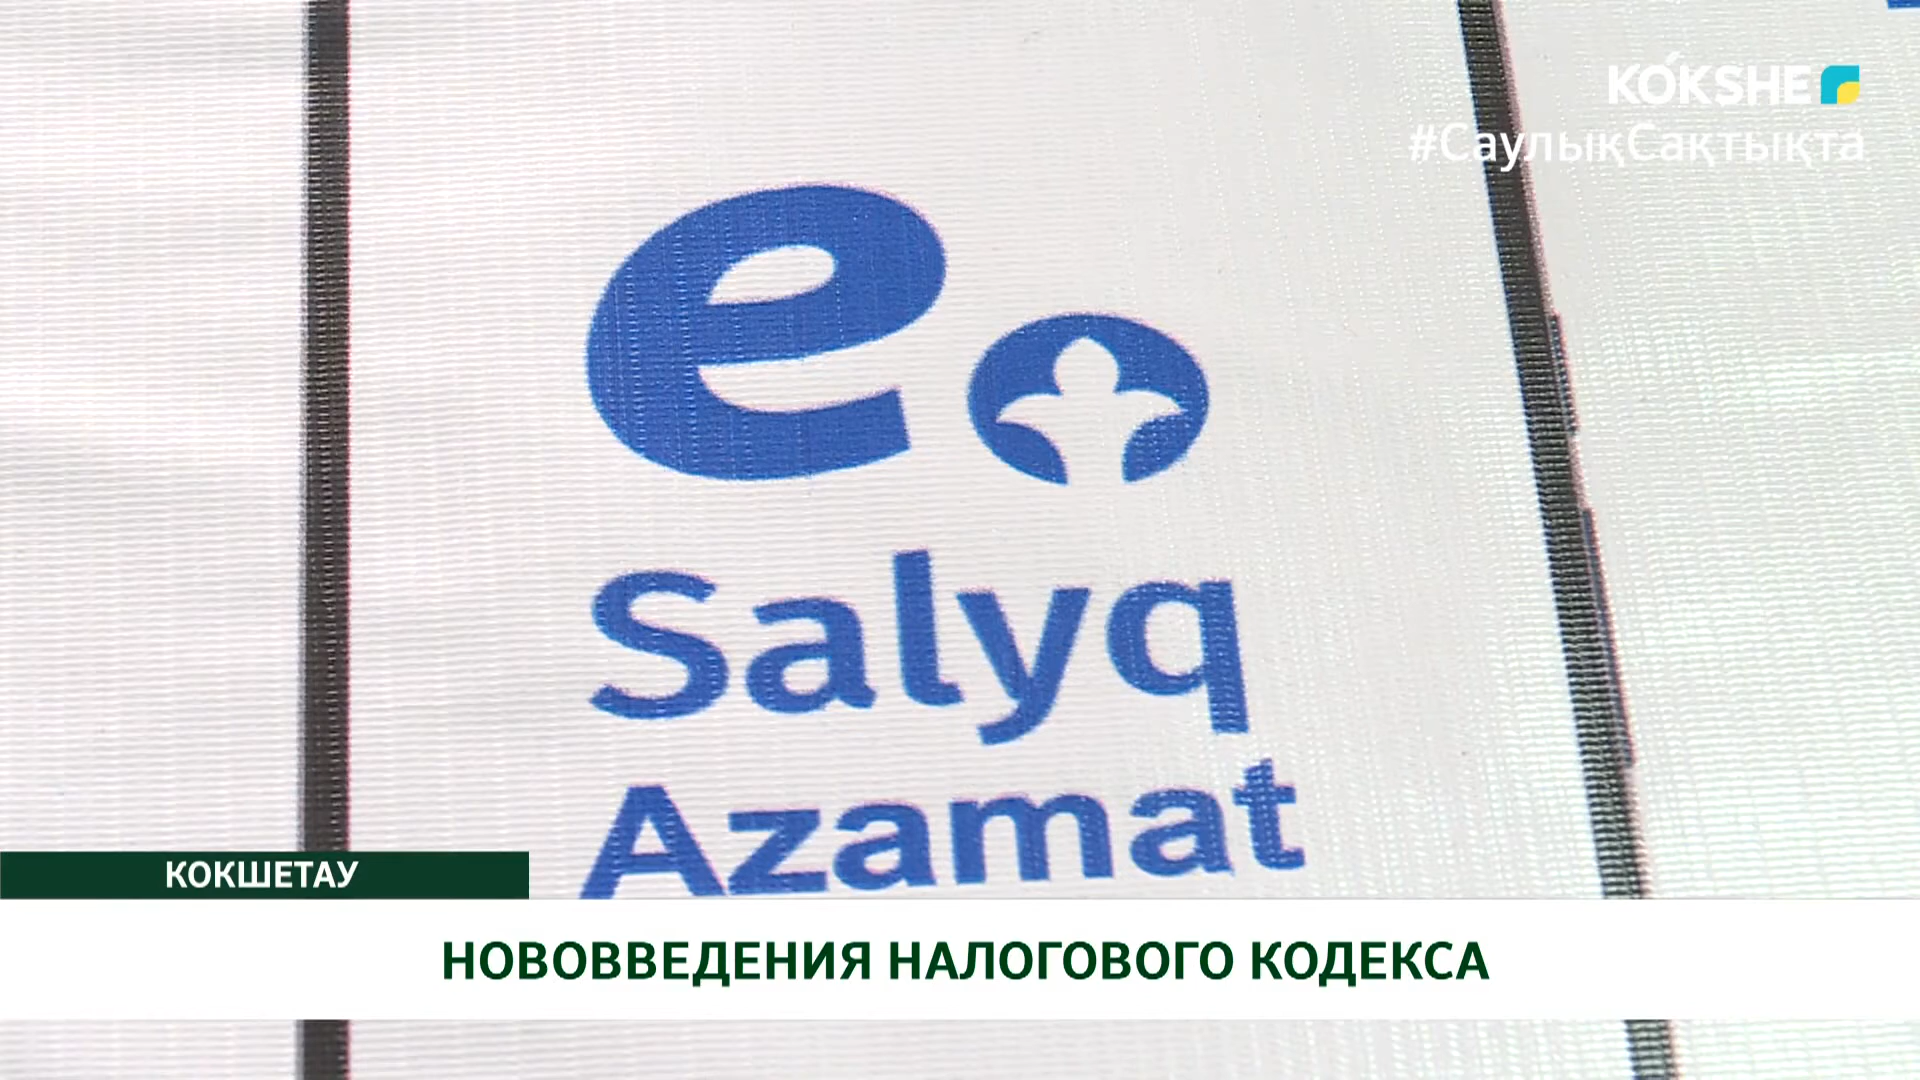 KÓKSHE
#СаулықСақтықта
e
Salyq
Azamat
КОКШЕТАУ
НОВОВВЕДЕНИЯ НАЛОГОВОГО КОДЕКСА